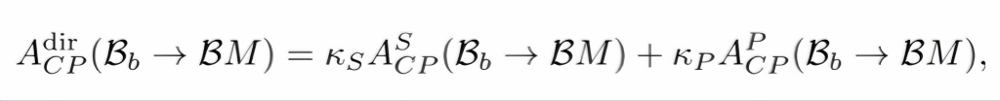 $A_{CP}^{\mathrm{dir}}(\mathcal{B}_b \to \mathcal{B}M) = \kappa_S A_{CP}^{S}(\mathcal{B}_b \to \mathcal{B}M) + \kappa_P A_{CP}^{P}(\mathcal{B}_b \to \mathcal{B}M),$